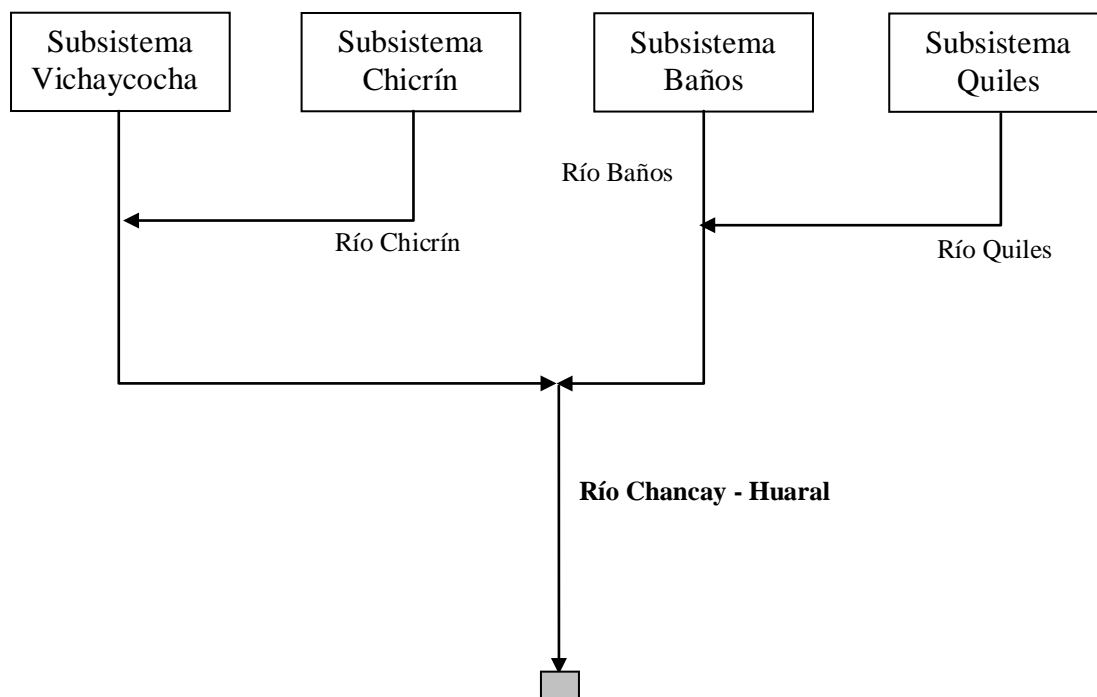 Subsistema
Vichaycocha
Subsistema
Chicrín
Subsistema
Baños
Subsistema
Quiles
Río Baños
Río Chicrín
Río Quiles
Río Chancay - Huaral